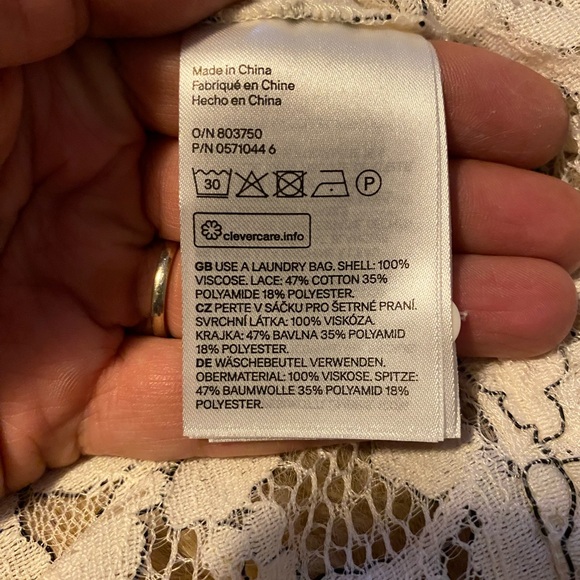 Made in China
Fabriqué en Chine
Hecho en China
O/N 803750
P/N 0571044 6
30 P
clevercare.info
GB USE A LAUNDRY BAG. SHELL: 100%
VISCOSE. LACE: 47% COTTON 35%
POLYAMIDE 18% POLYESTER.
CZ PERTE V SÁČKU PRO ŠETRNÉ PRANÍ.
SVRCHNÍ LÁTKA: 100% VISKÓZA.
KRAJKA: 47% BAVLNA 35% POLYAMID
18% POLYESTER.
DE WÄSCHEBEUTEL VERWENDEN.
OBERMATERIAL: 100% VISKOSE. SPITZE:
47% BAUMWOLLE 35% POLYAMID 18%
POLYESTER.